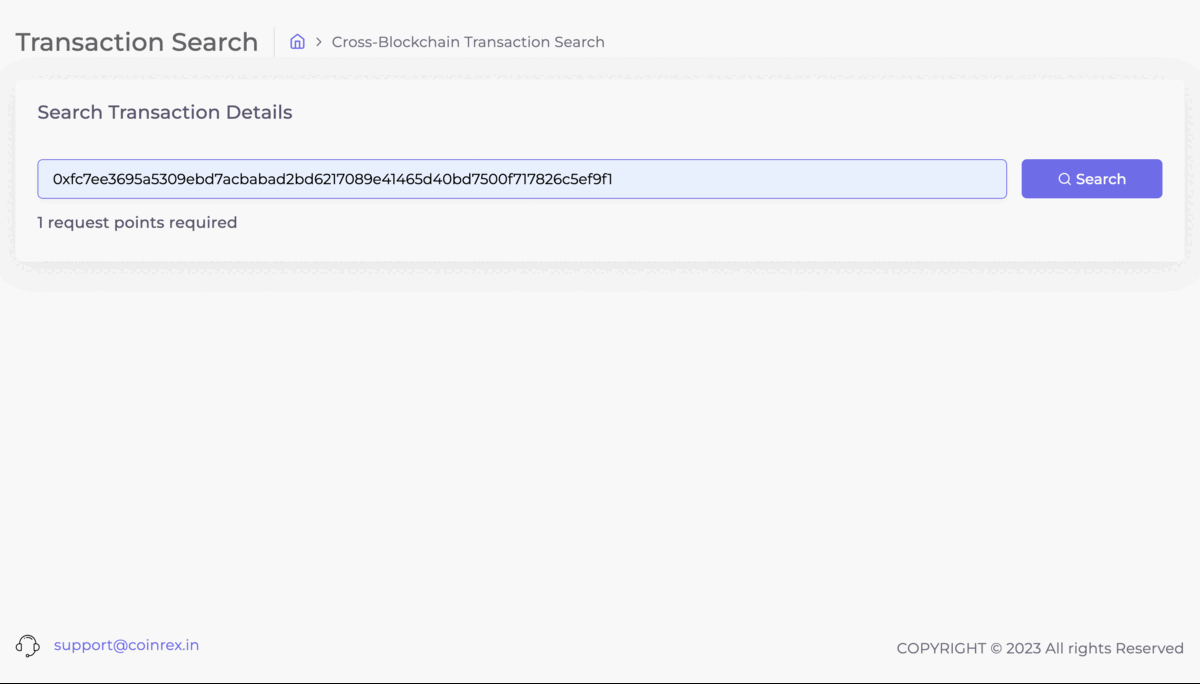 Transaction Search
Cross-Blockchain Transaction Search
Search Transaction Details
0xfc7ee3695a5309ebd7acbabad2bd6217089e41465d40bd7500f717826c5ef9f1
Search
1 request points required
support@coinrex.in
COPYRIGHT © 2023 All rights Reserved